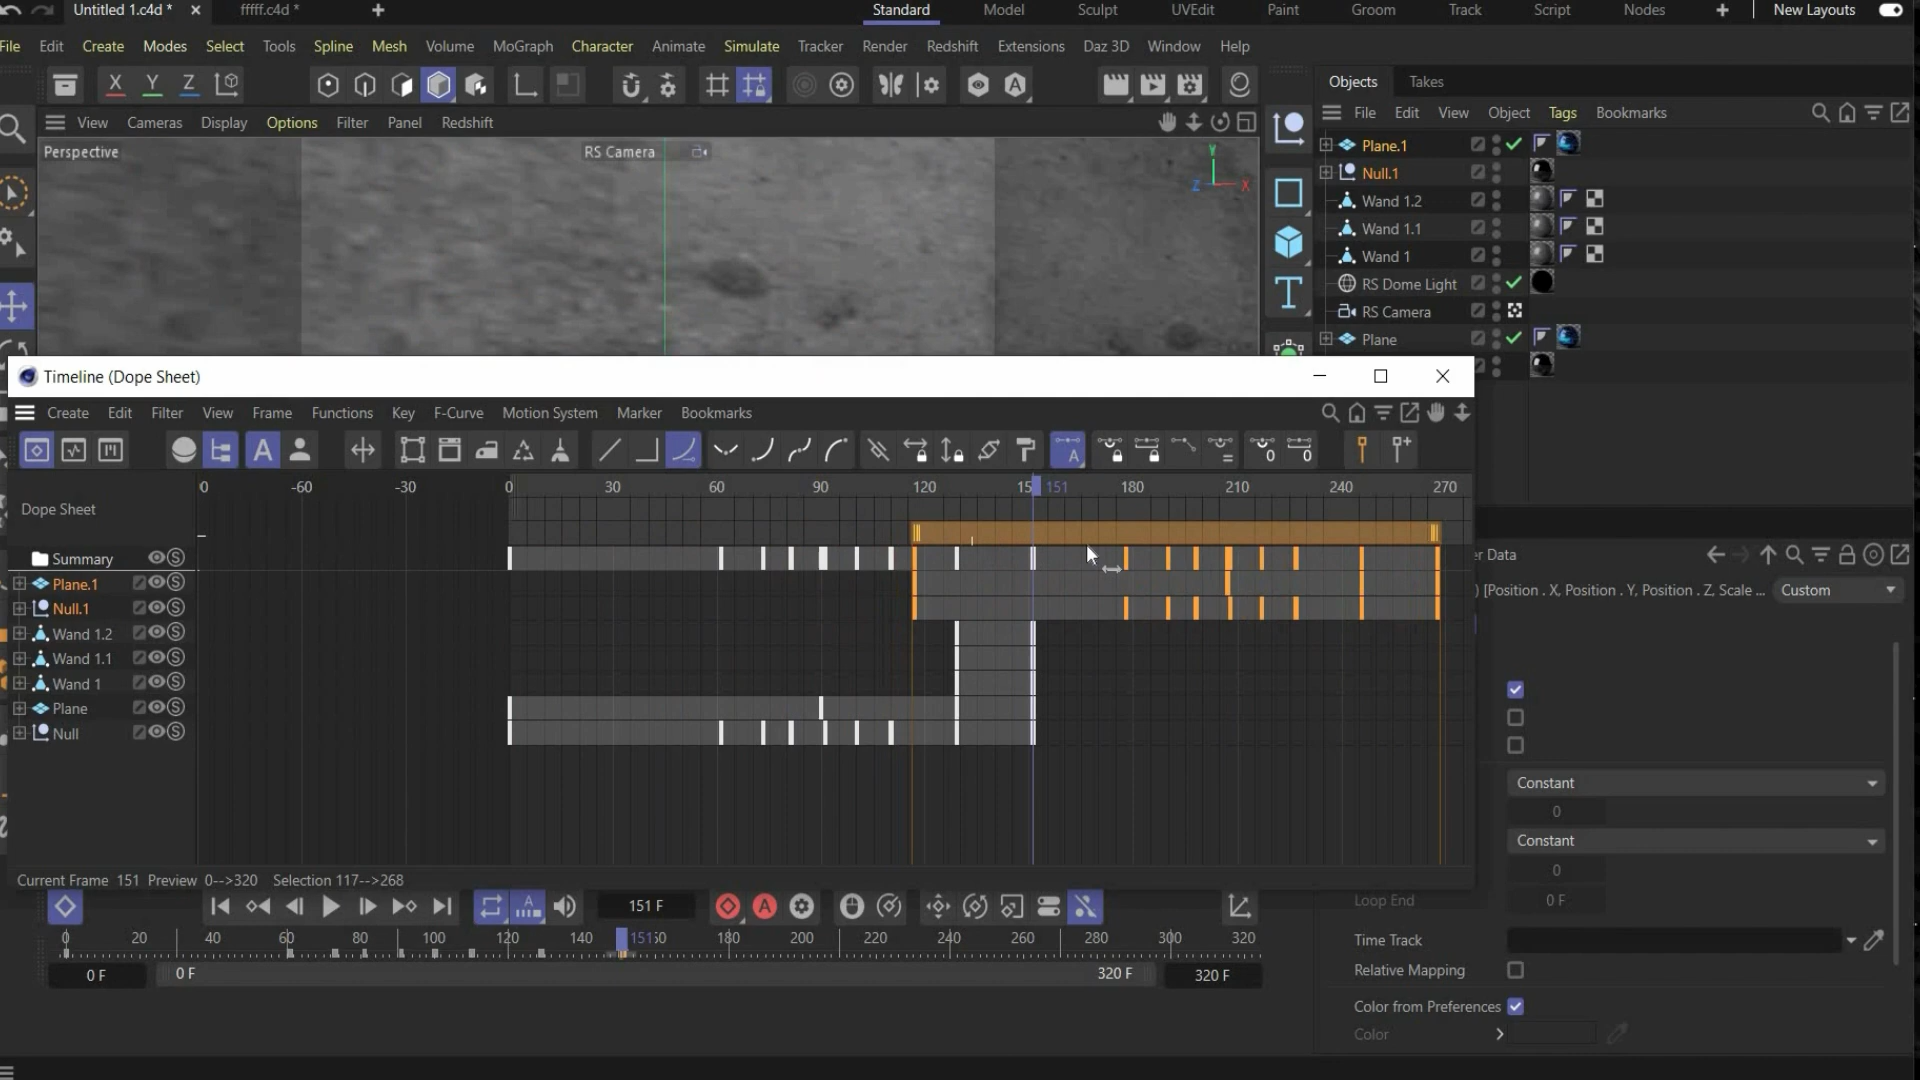 Untitled 1.c4d * × fffff.c4d * +
Standard Model Sculpt UVEdit Paint Groom Track Script Nodes + New Layouts
File Edit Create Modes Select Tools Spline Mesh Volume MoGraph Character Animate Simulate Tracker Render Redshift Extensions Daz 3D Window Help
X Y Z
Objects Takes
View Cameras Display Options Filter Panel Redshift
File Edit View Object Tags Bookmarks
Perspective RS Camera
Y Z X
Plane.1
Null.1
Wand 1.2
Wand 1.1
Wand 1
RS Dome Light
RS Camera
Plane
Timeline (Dope Sheet)
Create Edit Filter View Frame Functions Key F-Curve Motion System Marker Bookmarks
0 -60 -30 0 30 60 90 120 15 151 180 210 240 270
Dope Sheet
Summary
Plane.1
Null.1
Wand 1.2
Wand 1.1
Wand 1
Plane
Null
Current Frame 151 Preview 0-->320 Selection 117-->268
r Data
) [Position . X, Position . Y, Position . Z, Scale ... Custom
Constant
0
Constant
0
Loop End 0 F
Time Track
Relative Mapping
Color from Preferences
Color
151 F
0 20 40 60 80 100 120 140 151 180 200 220 240 260 280 300 320
0 F 0 F 320 F 320 F